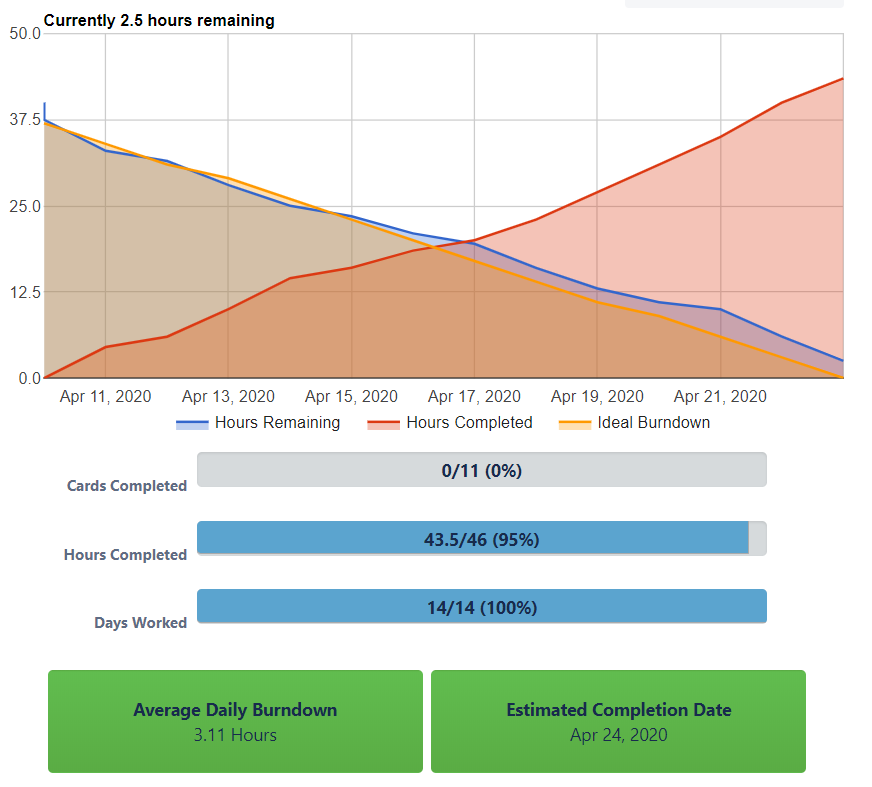 Currently 2.5 hours remaining
50.0
37.5
25.0
12.5
0.0
Apr 11, 2020 Apr 13, 2020 Apr 15, 2020 Apr 17, 2020 Apr 19, 2020 Apr 21, 2020
Hours Remaining Hours Completed Ideal Burndown
Cards Completed 0/11 (0%)
Hours Completed 43.5/46 (95%)
Days Worked 14/14 (100%)
Average Daily Burndown
3.11 Hours
Estimated Completion Date
Apr 24, 2020